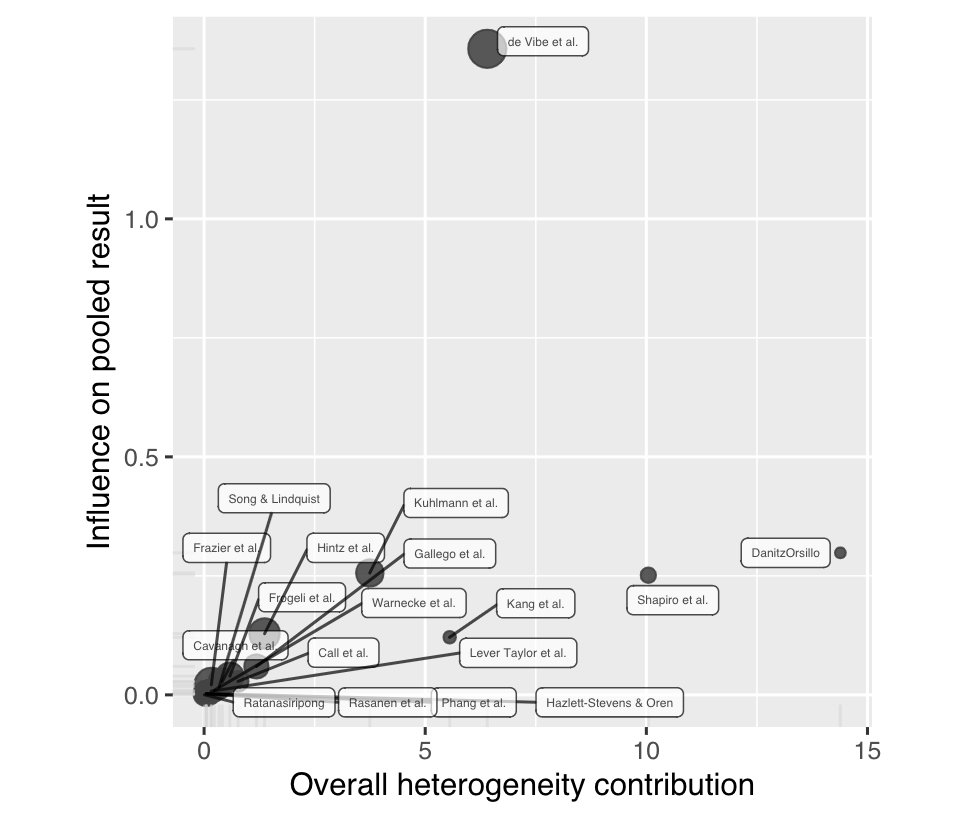 de Vibe et al.
Influence on pooled result
1.0
0.5
0.0
Song & Lindquist
Kuhlmann et al.
Frazier et al.
Hintz et al.
Gallego et al.
DanitzOrsillo
Frögeli et al.
Warnecke et al.
Kang et al.
Shapiro et al.
Cavanagh et al.
Call et al.
Lever Taylor et al.
Ratanasiripong
Rasanen et al.
Phang et al.
Hazlett-Stevens & Oren
0
5
10
15
Overall heterogeneity contribution